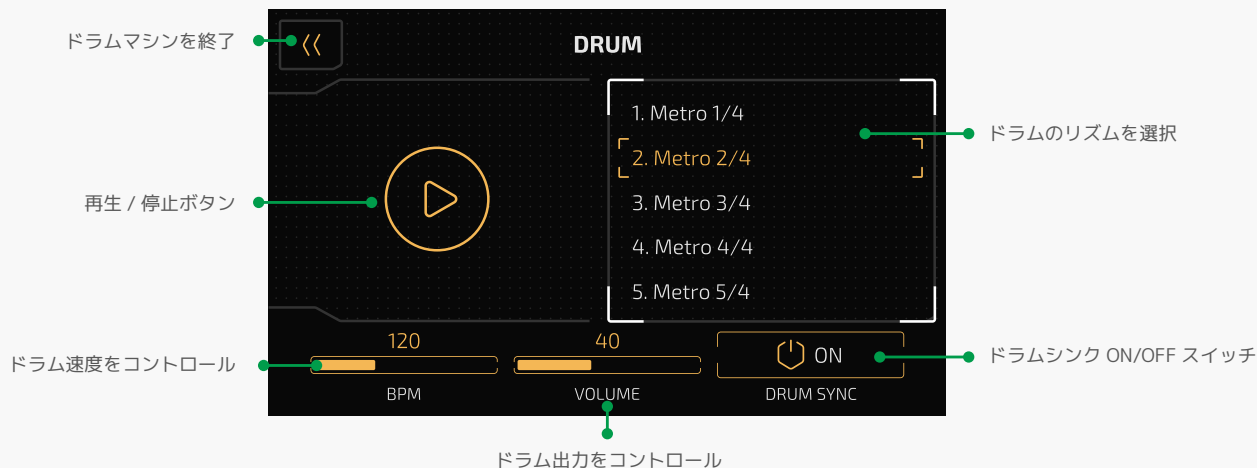 ドラムマシンを終了
DRUM
1. Metro 1/4
ドラムのリズムを選択
2. Metro 2/4
再生 / 停止ボタン
3. Metro 3/4
4. Metro 4/4
5. Metro 5/4
120
40
ドラム速度をコントロール
ON
ドラムシンク ON/OFF スイッチ
BPM
VOLUME
DRUM SYNC
ドラム出力をコントロール